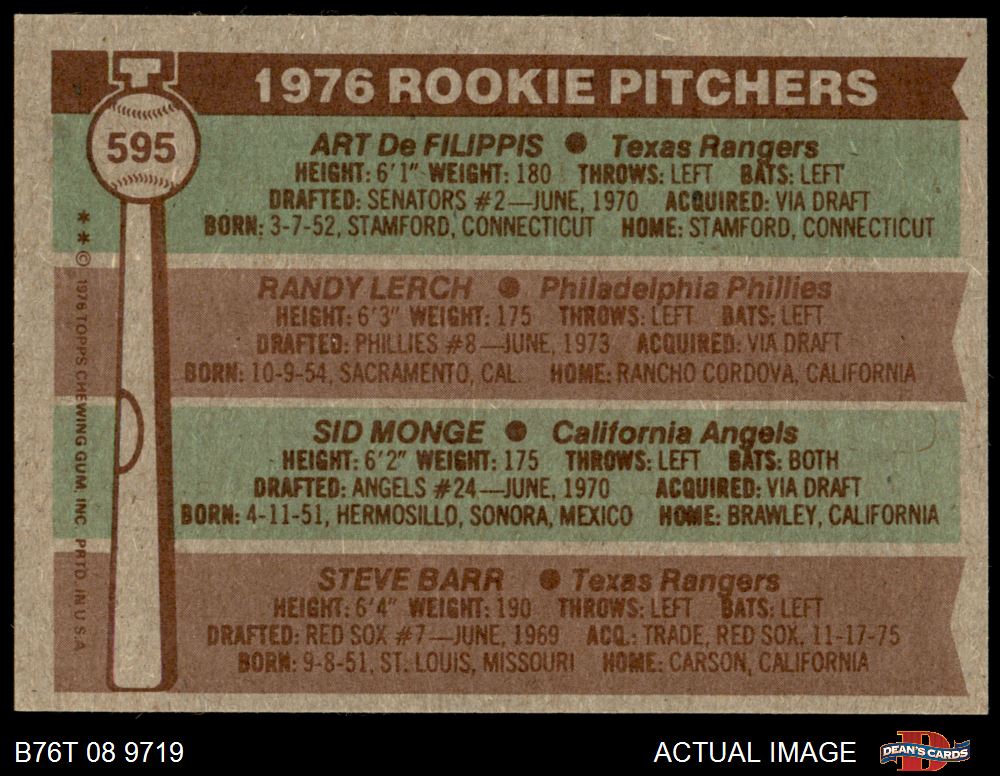 1976 ROOKIE PITCHERS
595
ART De FILIPPIS ● Texas Rangers
HEIGHT: 6'1" WEIGHT: 180 THROWS: LEFT BATS: LEFT
DRAFTED: SENATORS #2—JUNE, 1970 ACQUIRED: VIA DRAFT
BORN: 3-7-52, STAMFORD, CONNECTICUT HOME: STAMFORD, CONNECTICUT
RANDY LERCH ● Philadelphia Phillies
HEIGHT: 6'3" WEIGHT: 175 THROWS: LEFT BATS: LEFT
DRAFTED: PHILLIES #8—JUNE, 1973 ACQUIRED: VIA DRAFT
BORN: 10-9-54, SACRAMENTO, CAL. HOME: RANCHO CORDOVA, CALIFORNIA
SID MONGE ● California Angels
HEIGHT: 6'2" WEIGHT: 175 THROWS: LEFT BATS: BOTH
DRAFTED: ANGELS #24—JUNE, 1970 ACQUIRED: VIA DRAFT
BORN: 4-11-51, HERMOSILLO, SONORA, MEXICO HOME: BRAWLEY, CALIFORNIA
STEVE BARR ● Texas Rangers
HEIGHT: 6'4" WEIGHT: 190 THROWS: LEFT BATS: LEFT
DRAFTED: RED SOX #7—JUNE, 1969 ACQ.: TRADE, RED SOX, 11-17-75
BORN: 9-8-51, ST. LOUIS, MISSOURI HOME: CARSON, CALIFORNIA
* * © 1976 TOPPS CHEWING GUM, INC. PRTD. IN U.S.A.
B76T 08 9719
ACTUAL IMAGE
DEAN'S CARDS